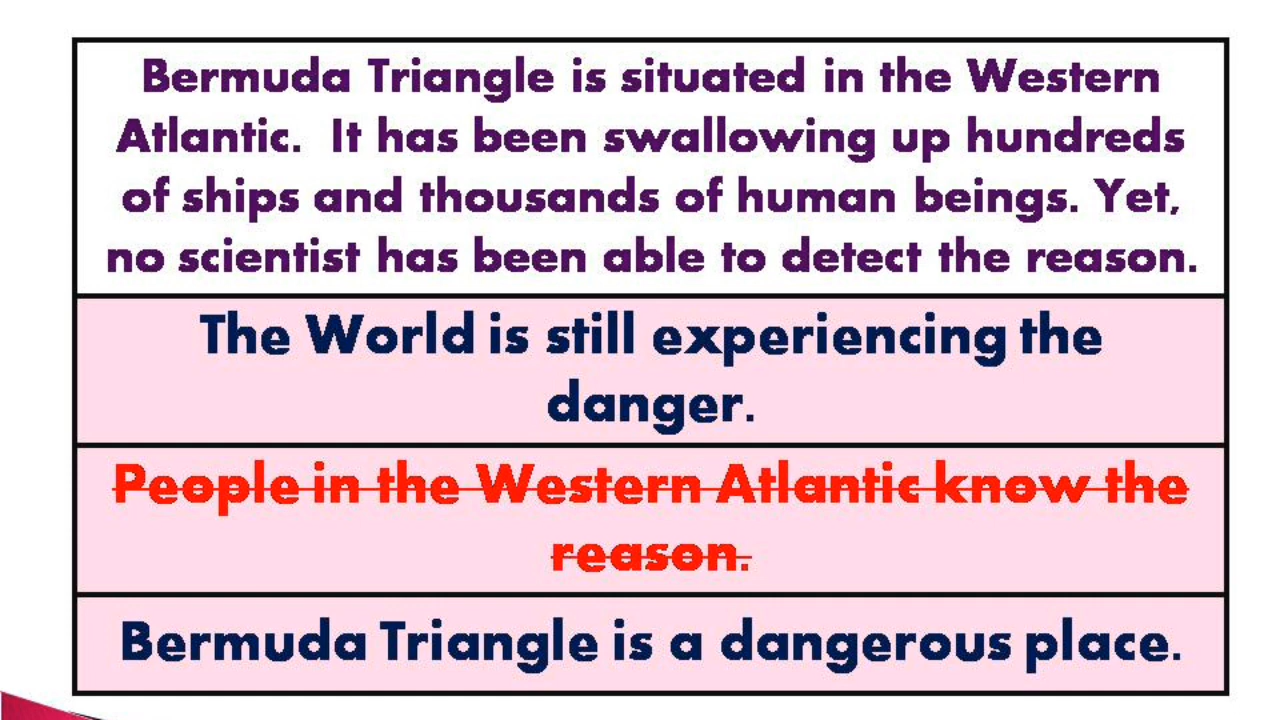 Bermuda Triangle is situated in the Western
Atlantic.  It has been swallowing up hundreds
of ships and thousands of human beings. Yet,
no scientist has been able to detect the reason.
The World is still experiencing the
danger.
People in the Western Atlantic know the
reason.
Bermuda Triangle is a dangerous place.